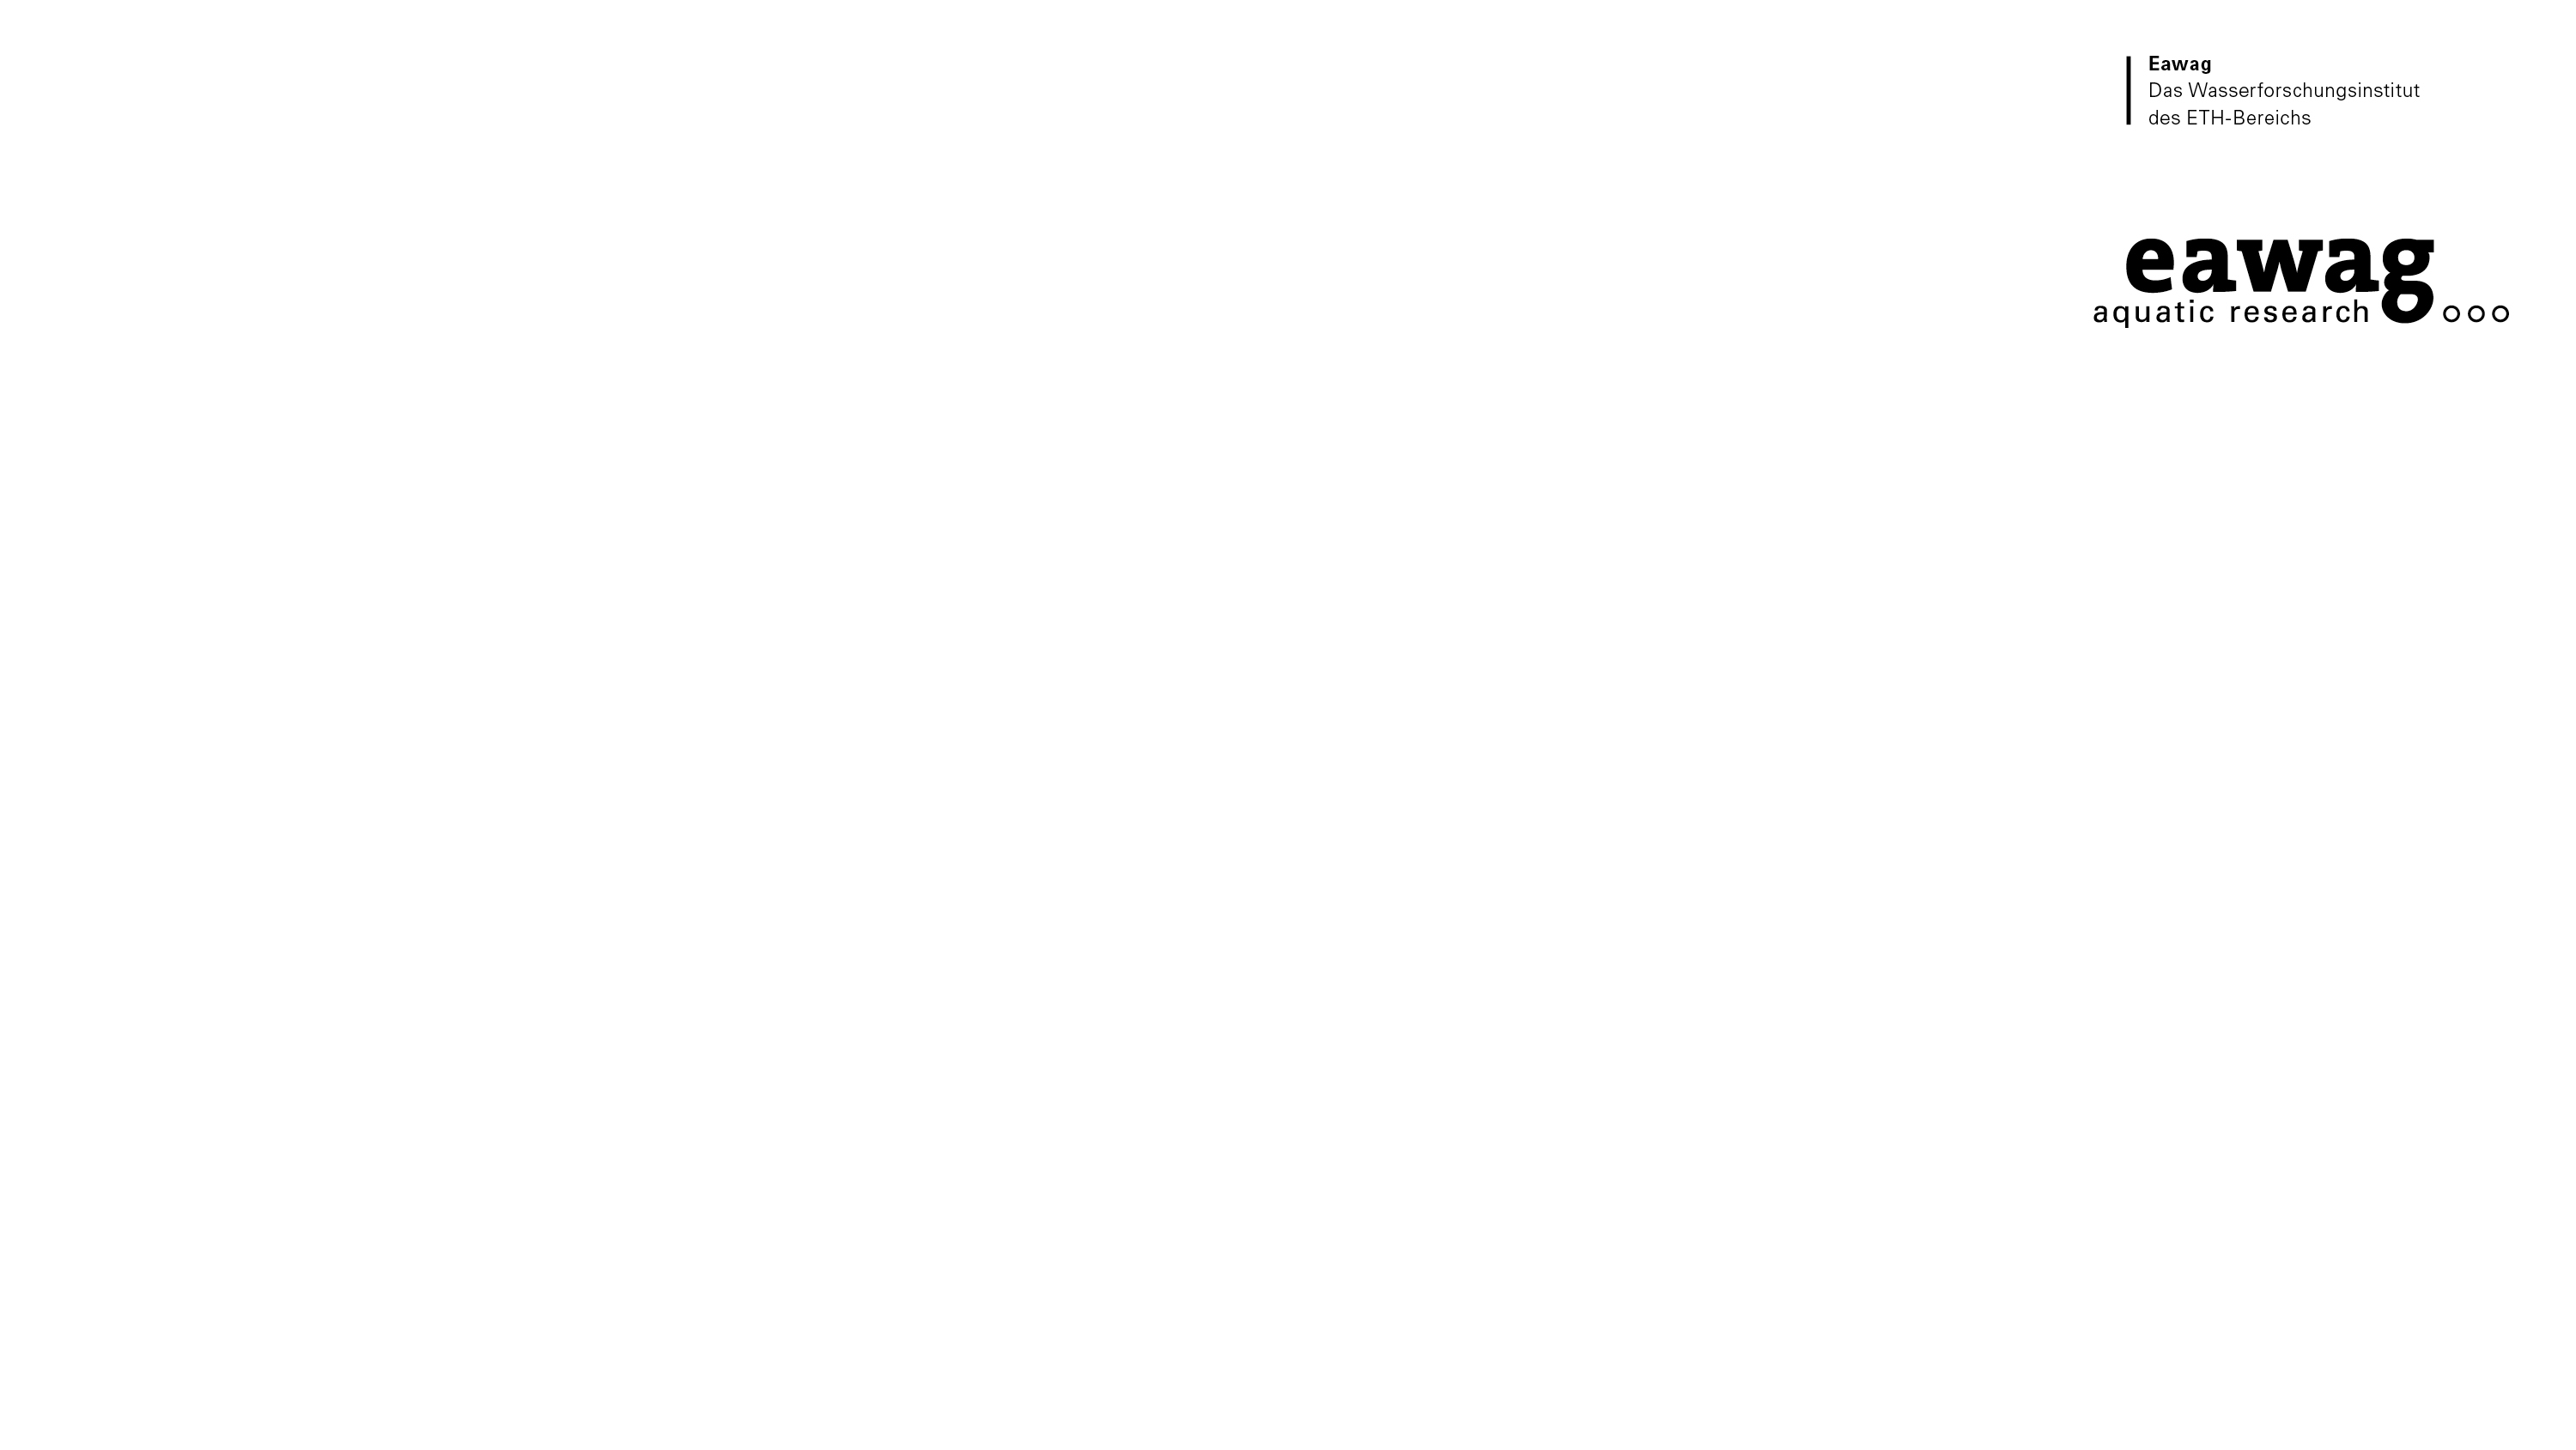 Eawag
Das Wasserforschungsinstitut
des ETH-Bereichs
eawag
aquatic research